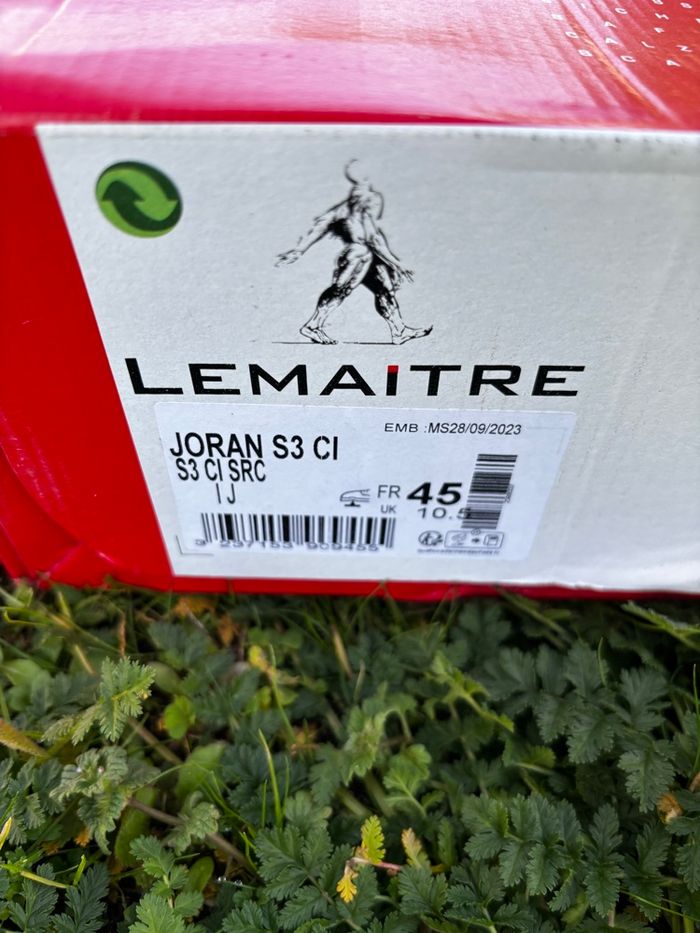 LEMAiTRE
EMB :MS28/09/2023
JORAN S3 CI
S3 CI SRC
I J
FR 45
UK 10.5